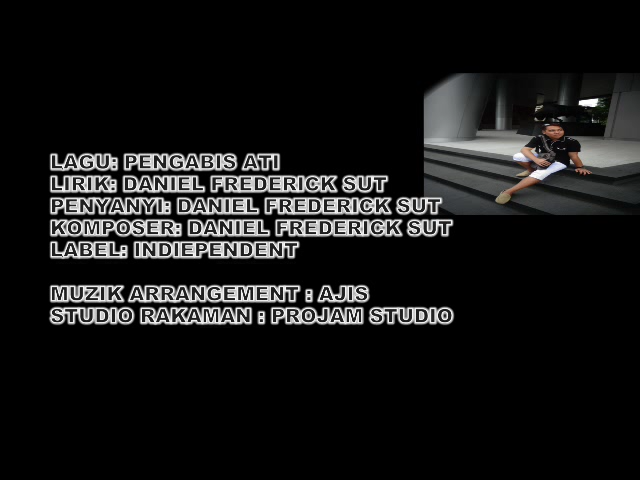 LAGU: PENGABIS ATI
LIRIK: DANIEL FREDERICK SUT
PENYANYI: DANIEL FREDERICK SUT
KOMPOSER: DANIEL FREDERICK SUT
LABEL: INDIEPENDENT
MUZIK ARRANGEMENT : AJIS
STUDIO RAKAMAN : PROJAM STUDIO